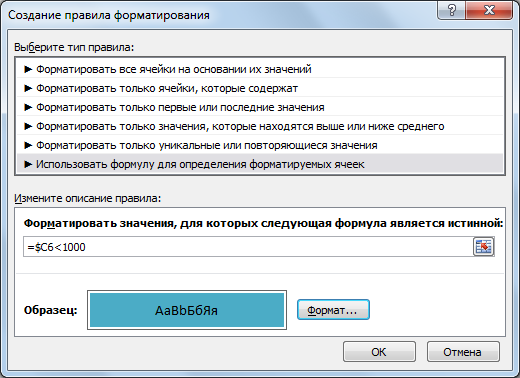 Создание правила форматирования
Выберите тип правила:
► Форматировать все ячейки на основании их значений
► Форматировать только ячейки, которые содержат
► Форматировать только первые или последние значения
► Форматировать только значения, которые находятся выше или ниже среднего
► Форматировать только уникальные или повторяющиеся значения
► Использовать формулу для определения форматируемых ячеек
Измените описание правила:
Форматировать значения, для которых следующая формула является истинной:
=$C6<1000
Образец: АаВbБбЯя Формат...
ОК Отмена